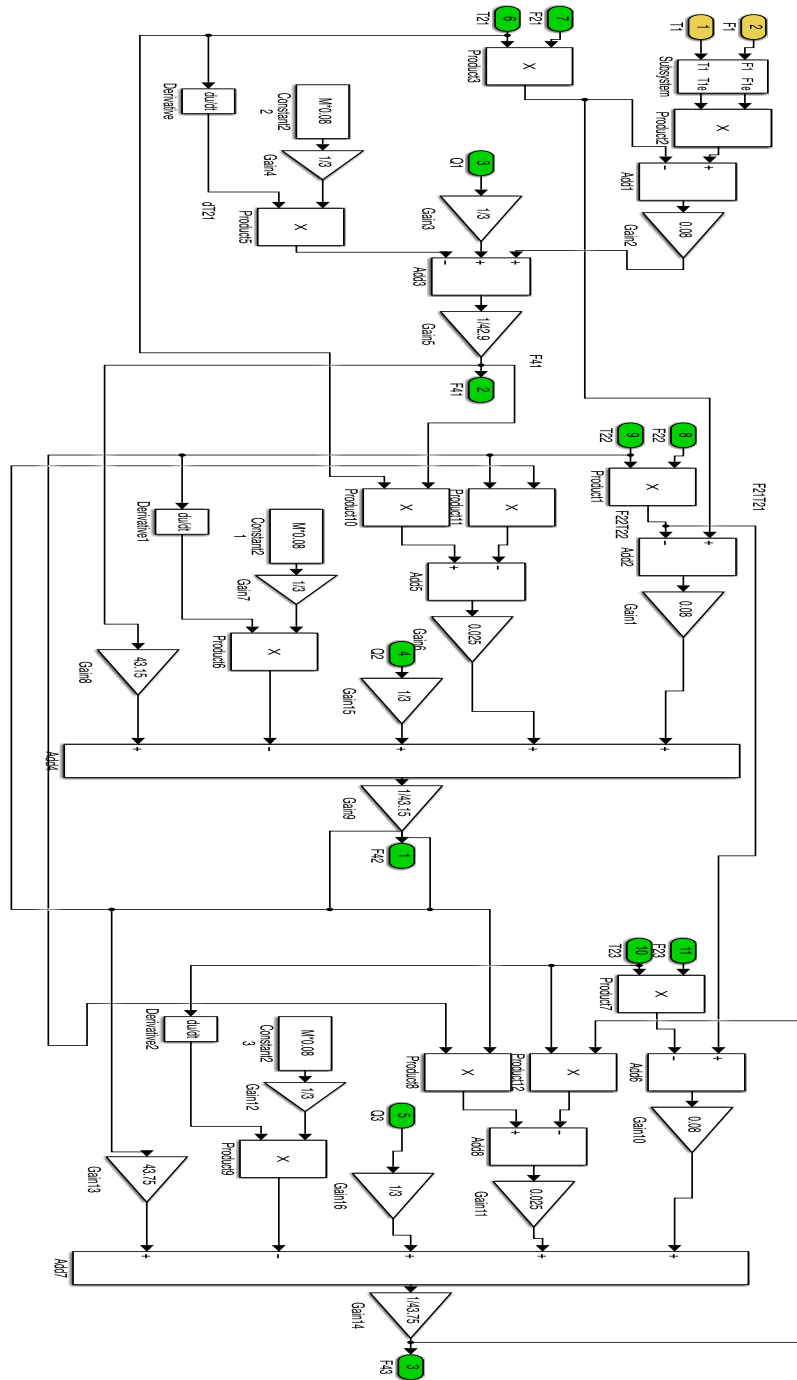 2
F1
1
T1
F1 F1e
T1 T1e
Subsystem
X
Product2
+
-
Add1
0.08
Gain2
7
F21
6
T21
X
Product3
du/dt
Derivative
M*0.08
Constant2
2
1/3
Gain4
dT21
X
Product5
3
Q1
1/3
Gain3
+
+
-
Add3
1/42.9
Gain5
2
F41
F41
8
F22
9
T22
X
Product1
F22T22
F21T21
+
-
Add2
0.08
Gain1
X
Product11
X
Product10
-
+
Add5
0.025
Gain6
4
Q2
1/3
Gain15
du/dt
Derivative1
M*0.08
Constant2
1
1/3
Gain7
X
Product6
43.15
Gain8
+
+
+
-
+
Add4
1/43.15
Gain9
1
F42
11
F23
10
T23
X
Product7
+
-
Add6
0.08
Gain10
X
Product12
X
Product8
-
+
Add8
0.025
Gain11
5
Q3
1/3
Gain16
du/dt
Derivative2
M*0.08
Constant2
3
1/3
Gain12
X
Product9
43.75
Gain13
+
+
+
-
+
Add7
1/43.75
Gain14
3
F43